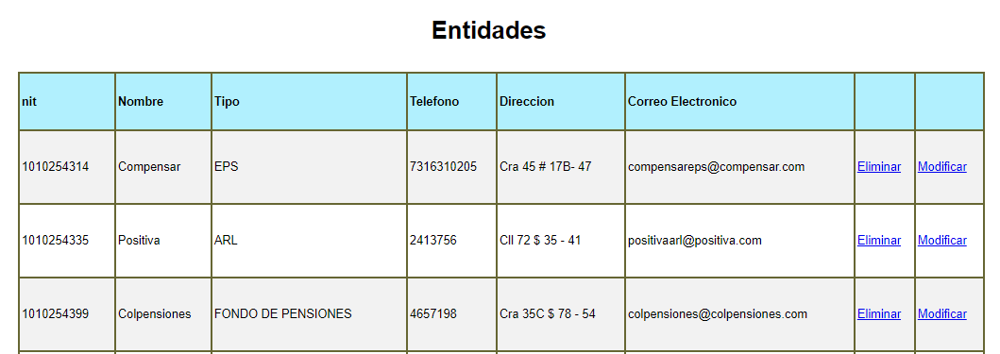 Entidades
nit Nombre Tipo Telefono Direccion Correo Electronico
1010254314 Compensar EPS 7316310205 Cra 45 # 17B- 47 compensareps@compensar.com Eliminar Modificar
1010254335 Positiva ARL 2413756 Cll 72 $ 35 - 41 positivaarl@positiva.com Eliminar Modificar
1010254399 Colpensiones FONDO DE PENSIONES 4657198 Cra 35C $ 78 - 54 colpensiones@colpensiones.com Eliminar Modificar